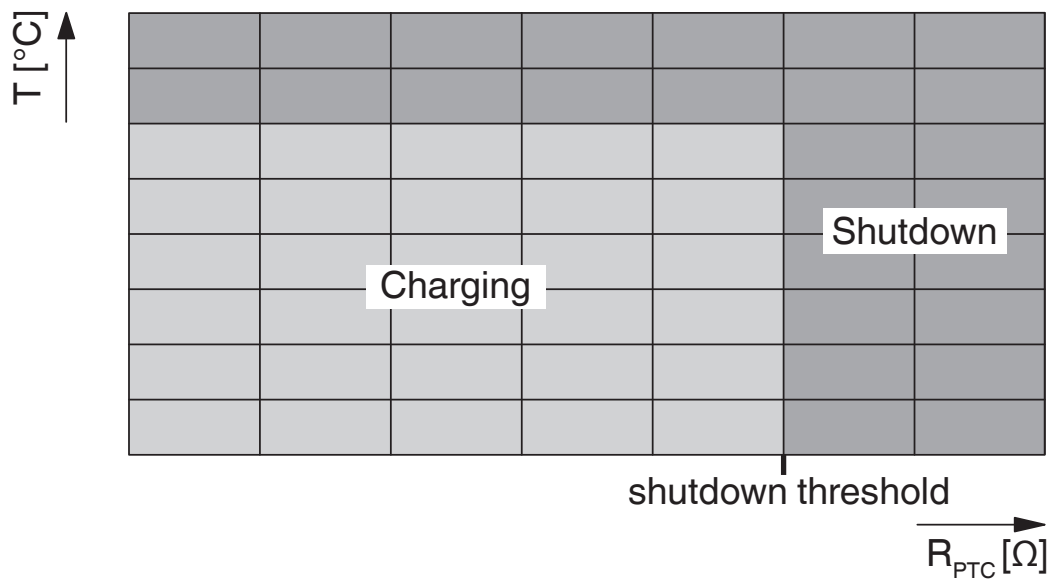 T [°C]
Shutdown
Charging
shutdown threshold
R_PTC [Ω]